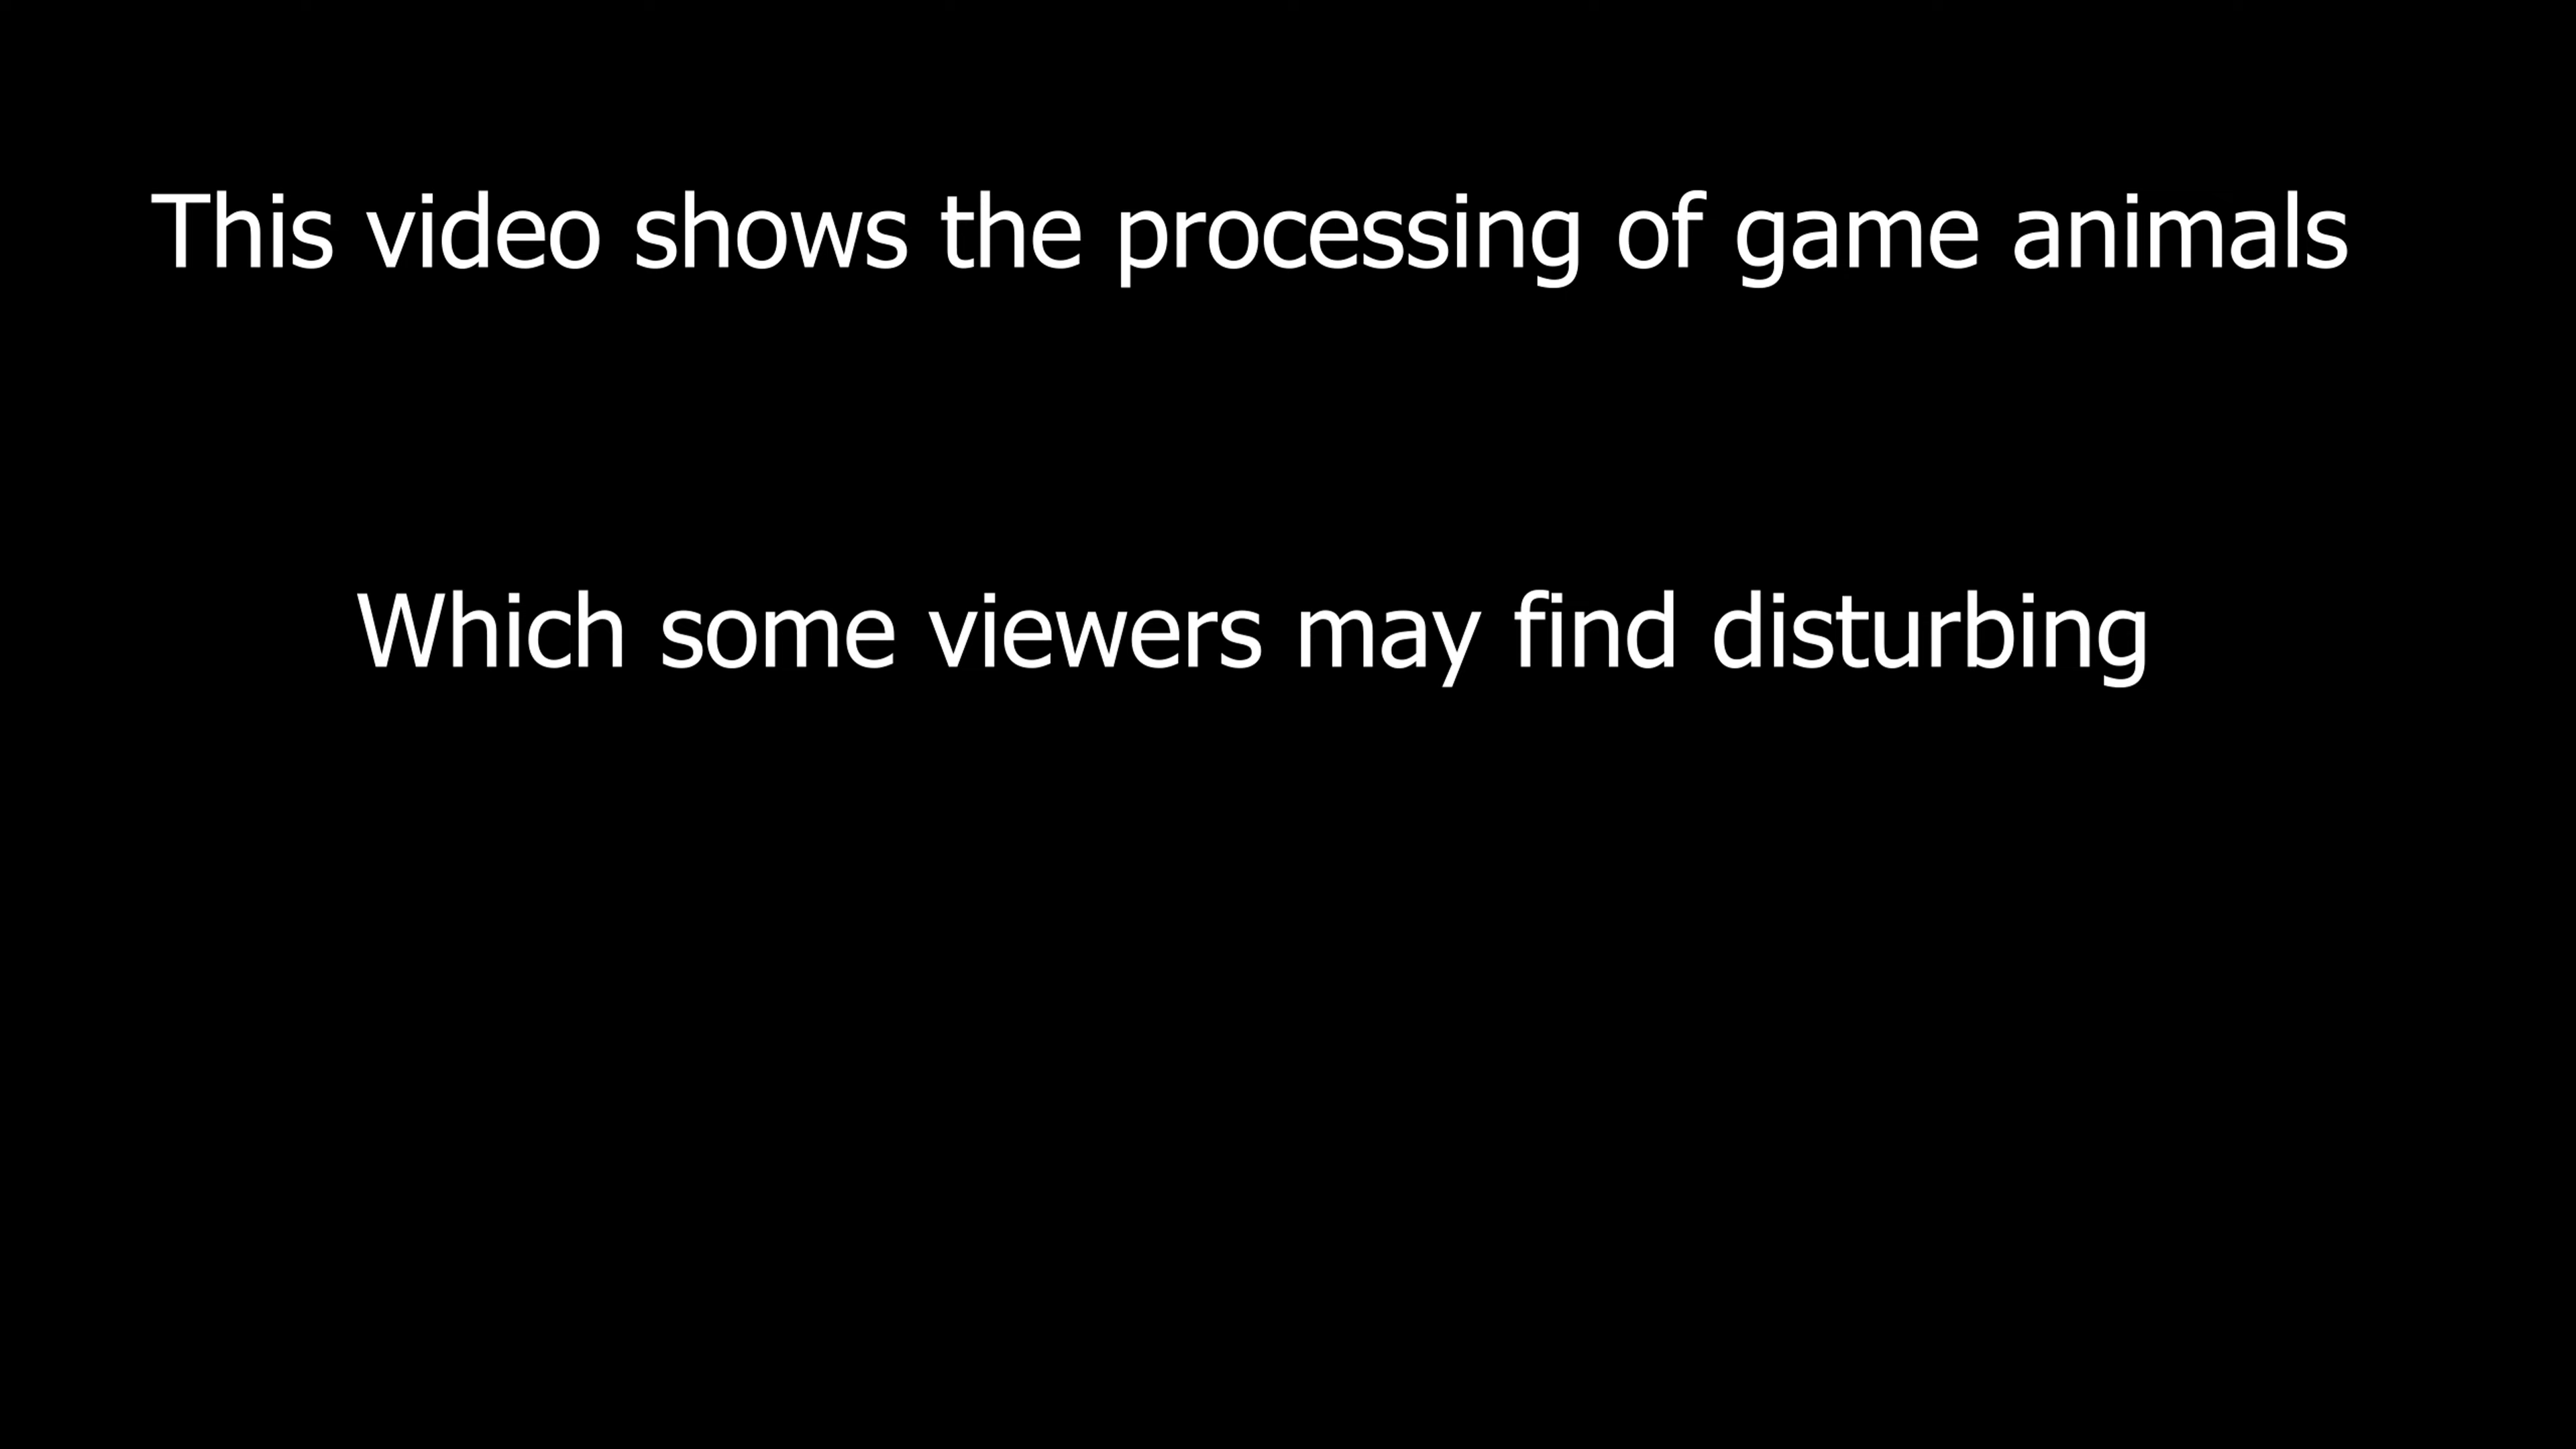 This video shows the processing of game animals
Which some viewers may find disturbing